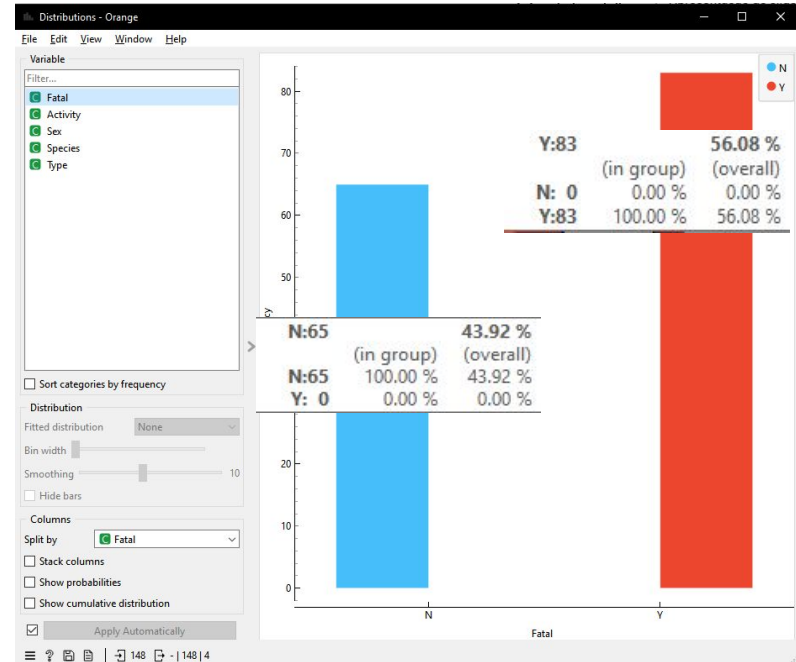 Distributions - Orange
File Edit View Window Help
Variable
Filter...
C Fatal
C Activity
C Sex
C Species
C Type
Sort categories by frequency
Distribution
Fitted distribution None
Bin width
Smoothing 10
Hide bars
Columns
Split by C Fatal
Stack columns
Show probabilities
Show cumulative distribution
Apply Automatically
148 - | 148 | 4
N
Y
80
70
60
50
20
10
0
Y:83 56.08 %
(in group) (overall)
N: 0 0.00 % 0.00 %
Y:83 100.00 % 56.08 %
N:65 43.92 %
(in group) (overall)
N:65 100.00 % 43.92 %
Y: 0 0.00 % 0.00 %
N Y
Fatal